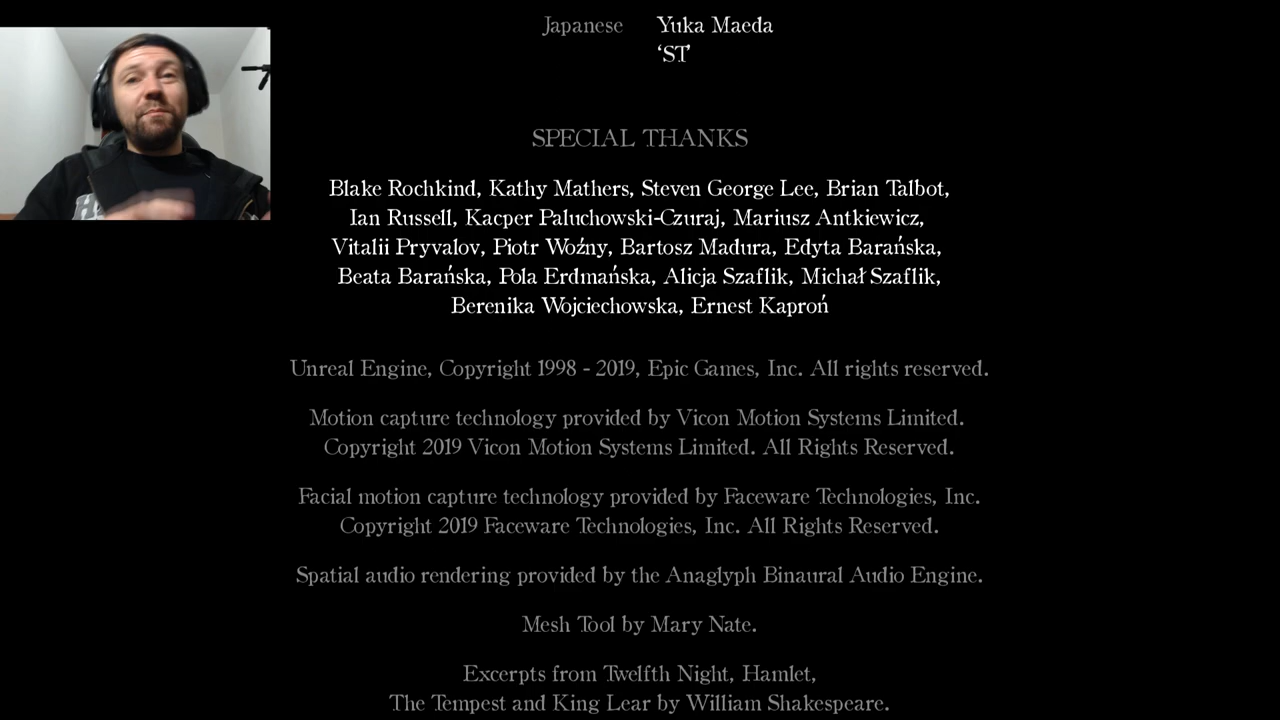 Japanese Yuka Maeda
‘ST’
SPECIAL THANKS
Blake Rochkind, Kathy Mathers, Steven George Lee, Brian Talbot,
Ian Russell, Kacper Paluchowski-Czuraj, Mariusz Antkiewicz,
Vitalii Pryvalov, Piotr Woźny, Bartosz Madura, Edyta Barańska,
Beata Barańska, Pola Erdmańska, Alicja Szaflik, Michał Szaflik,
Berenika Wojciechowska, Ernest Kaproń
Unreal Engine, Copyright 1998 - 2019, Epic Games, Inc. All rights reserved.
Motion capture technology provided by Vicon Motion Systems Limited.
Copyright 2019 Vicon Motion Systems Limited. All Rights Reserved.
Facial motion capture technology provided by Faceware Technologies, Inc.
Copyright 2019 Faceware Technologies, Inc. All Rights Reserved.
Spatial audio rendering provided by the Anaglyph Binaural Audio Engine.
Mesh Tool by Mary Nate.
Excerpts from Twelfth Night, Hamlet,
The Tempest and King Lear by William Shakespeare.